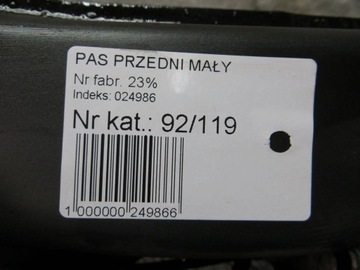 PAS PRZEDNI MAŁY
Nr fabr. 23%
Indeks: 024986
Nr kat.: 92/119
1 000000 249866